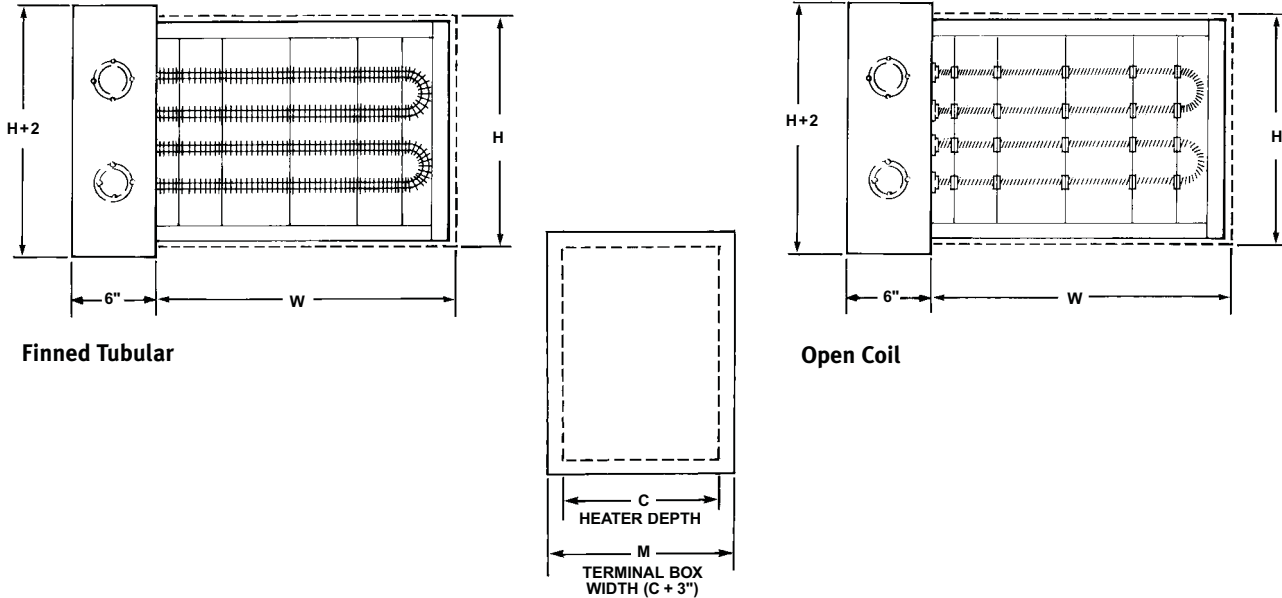 H+2
H
6"
W
Finned Tubular
H+2
H
6"
W
Open Coil
C
HEATER DEPTH
M
TERMINAL BOX
WIDTH (C + 3")